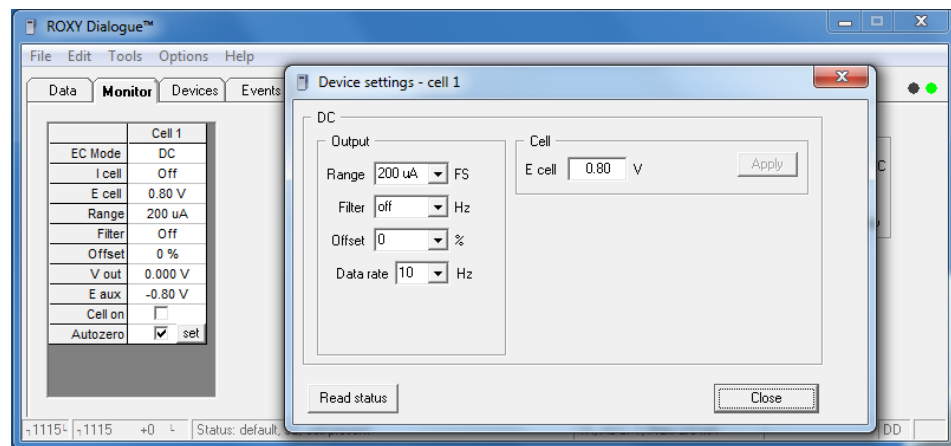 ROXY Dialogue™
File Edit Tools Options Help
Data Monitor Devices Events
Cell 1
EC Mode DC
I cell Off
E cell 0.80 V
Range 200 uA
Filter Off
Offset 0 %
V out 0.000 V
E aux -0.80 V
Cell on
Autozero set
Device settings - cell 1
DC
Output
Range 200 uA FS
Filter off Hz
Offset 0 %
Data rate 10 Hz
Cell
E cell 0.80 V
Apply
Read status
Close
C
1115 1115 +0 Status: default,
DD